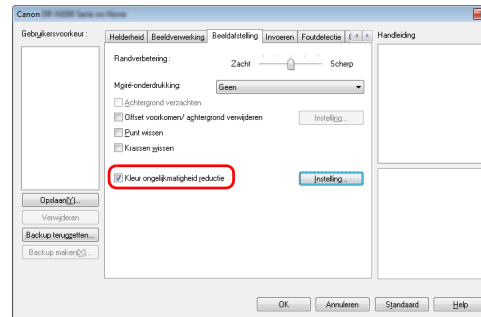 Canon
Gebruikersvoorkeur :
Helderheid Beeldverwerking Beeldafstelling Invoeren Foutdetectie (
Handleiding
Randverbetering :
Zacht Scherp
Moiré-onderdrukking:
Geen
Achtergrond verzachten
Offset voorkomen/ achtergrond verwijderen
Instelling...
Punt wissen
Krassen wissen
Kleur ongelijkmatigheid reductie
Instelling...
Opslaan(Y)...
Verwijderen
Backup terugzetten...
Backup maken(X)...
OK Annuleren Standaard Help